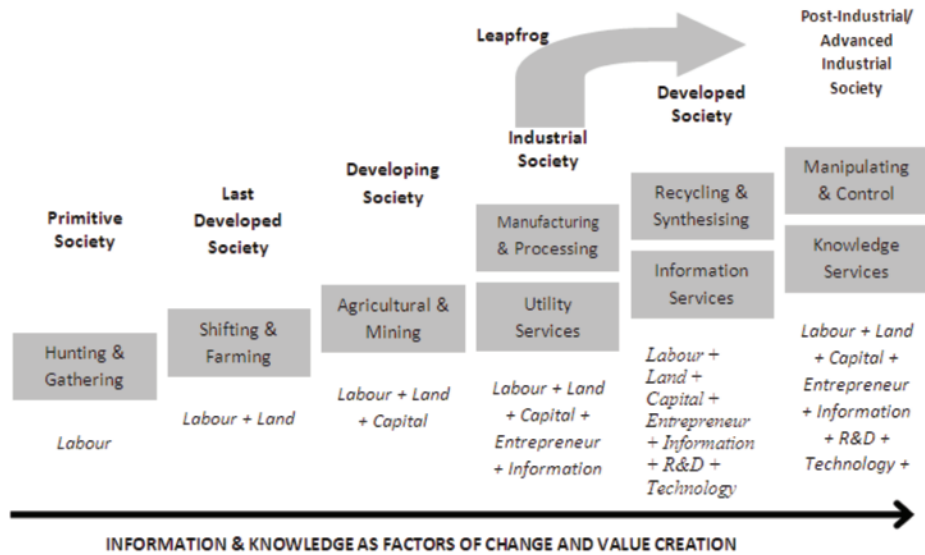 Leapfrog
Post-Industrial/
Advanced
Industrial
Society
Developed
Society
Industrial
Society
Developing
Society
Last
Developed
Society
Primitive
Society
Hunting &
Gathering
Labour
Shifting &
Farming
Labour + Land
Agricultural &
Mining
Labour + Land
+ Capital
Manufacturing
& Processing
Utility
Services
Labour + Land
+ Capital +
Entrepreneur
+ Information
Recycling &
Synthesising
Information
Services
Labour +
Land +
Capital +
Entrepreneur
+ Information
+ R&D +
Technology
Manipulating
& Control
Knowledge
Services
Labour + Land
+ Capital +
Entrepreneur
+ Information
+ R&D +
Technology +
INFORMATION & KNOWLEDGE AS FACTORS OF CHANGE AND VALUE CREATION